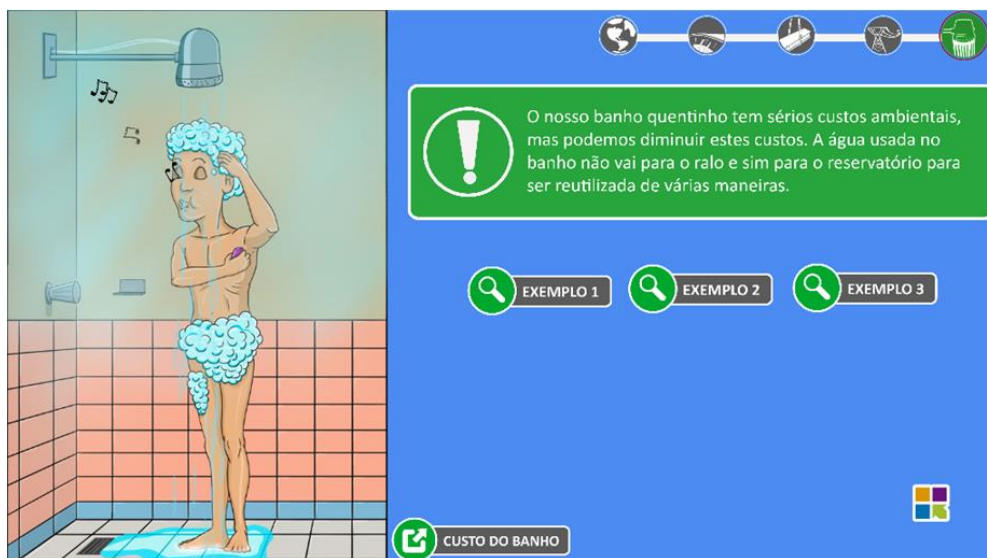 O nosso banho quentinho tem sérios custos ambientais,
mas podemos diminuir estes custos. A água usada no
banho não vai para o ralo e sim para o reservatório para
ser reutilizada de várias maneiras.
EXEMPLO 1
EXEMPLO 2
EXEMPLO 3
CUSTO DO BANHO